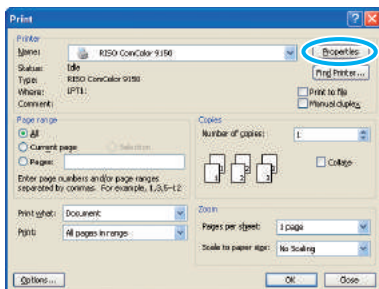 Print
Printer
Name: RISO ComColor 9150 Properties
Status: Idle Find Printer...
Type: RISO ComColor 9150
Where: LPT1: Print to file
Comment: Manual duplex
Page range
All
Current page Selection
Pages:
Enter page numbers and/or page ranges
separated by commas. For example, 1,3,5-12
Copies
Number of copies: 1
Collate
Print what: Document
Print: All pages in range
Zoom
Pages per sheet: 1 page
Scale to paper size: No Scaling
Options... OK Close